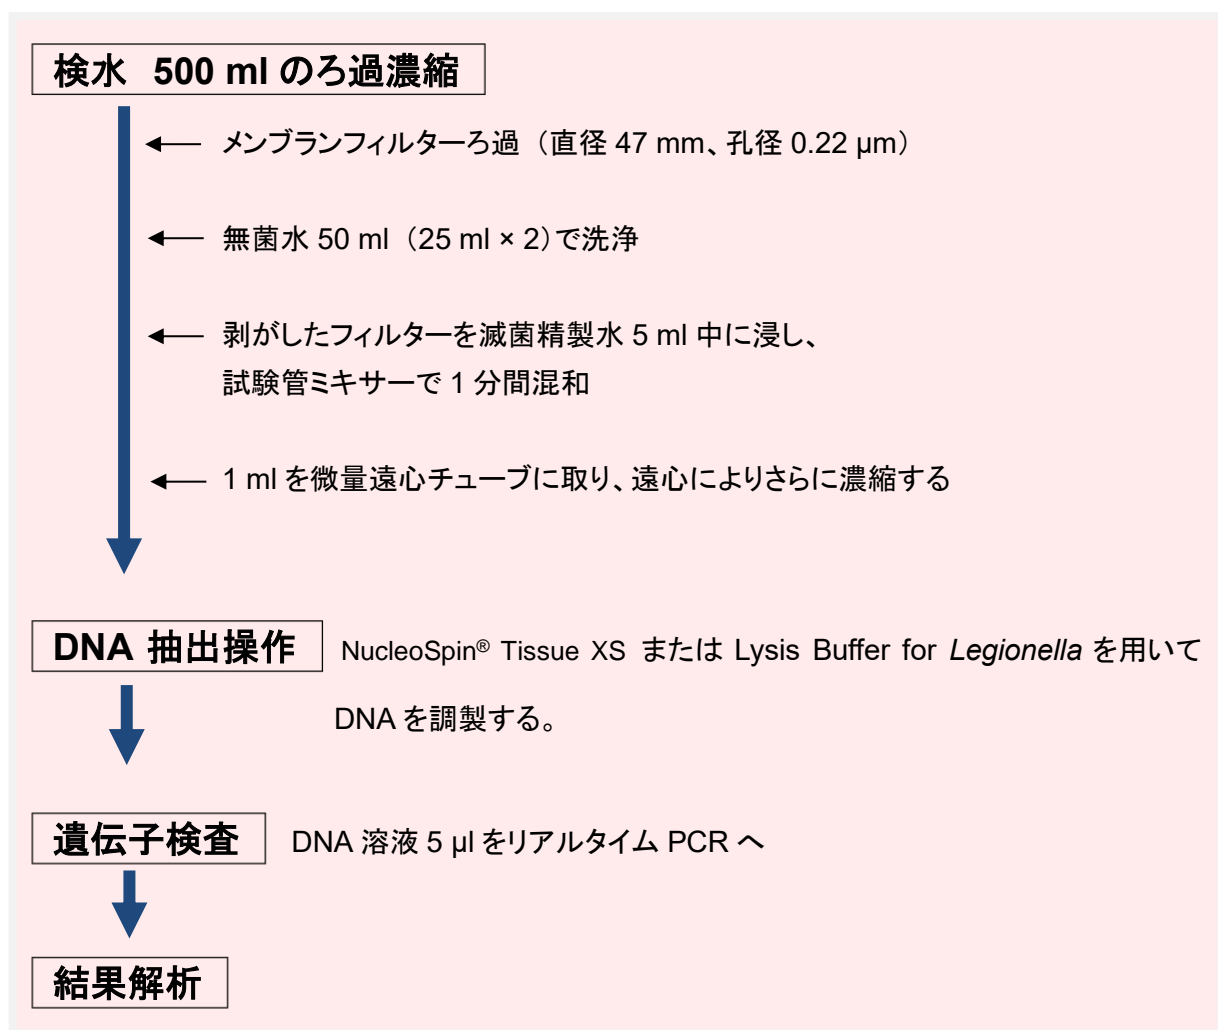 検水 500 ml のろ過濃縮
メンブランフィルターろ過 （直径 47 mm、孔径 0.22 μm）
無菌水 50 ml （25 ml × 2）で洗浄
剥がしたフィルターを滅菌精製水 5 ml 中に浸し、
試験管ミキサーで 1 分間混和
1 ml を微量遠心チューブに取り、遠心によりさらに濃縮する
DNA 抽出操作 NucleoSpin® Tissue XS または Lysis Buffer for Legionella を用いて
DNA を調製する。
遺伝子検査 DNA 溶液 5 μl をリアルタイム PCR へ
結果解析